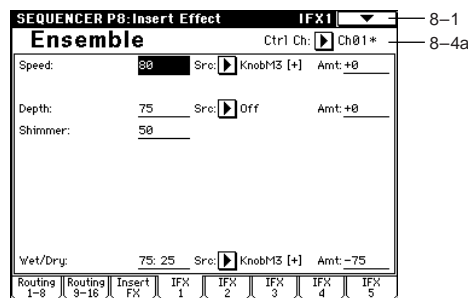 SEQUENCER P8:Insert Effect IFX1
8–1
Ensemble Ctrl Ch: Ch01*
8–4a
Speed: 80 Src: KnobM3 [+] Amt: +0
Depth: 75 Src: Off Amt: +0
Shimmer: 50
Wet/Dry: 75: 25 Src: KnobM3 [+] Amt: -75
Routing 1-8 Routing 9-16 Insert FX IFX 1 IFX 2 IFX 3 IFX 4 IFX 5